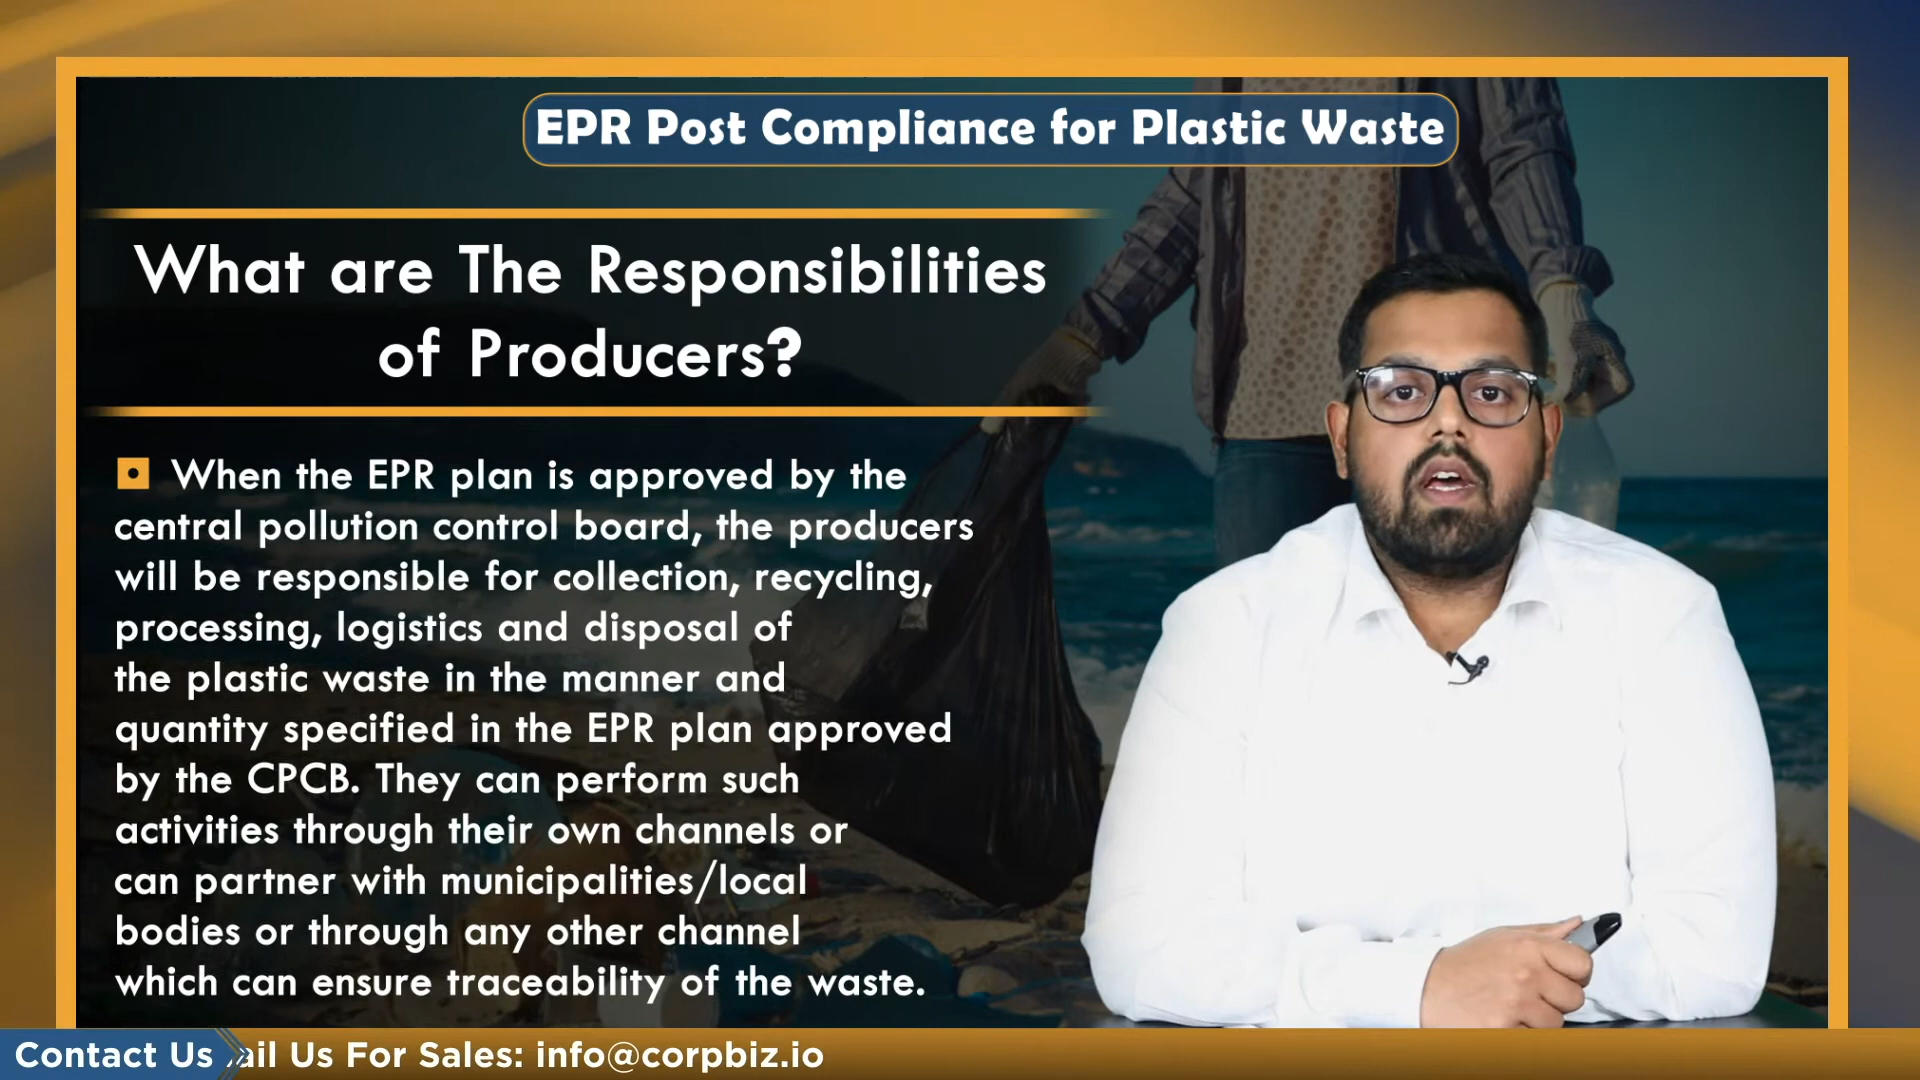 EPR Post Compliance for Plastic Waste
What are The Responsibilities
of Producers?
When the EPR plan is approved by the
central pollution control board, the producers
will be responsible for collection, recycling,
processing, logistics and disposal of
the plastic waste in the manner and
quantity specified in the EPR plan approved
by the CPCB. They can perform such
activities through their own channels or
can partner with municipalities/local
bodies or through any other channel
which can ensure traceability of the waste.
Contact Us ail Us For Sales: info@corpbiz.io